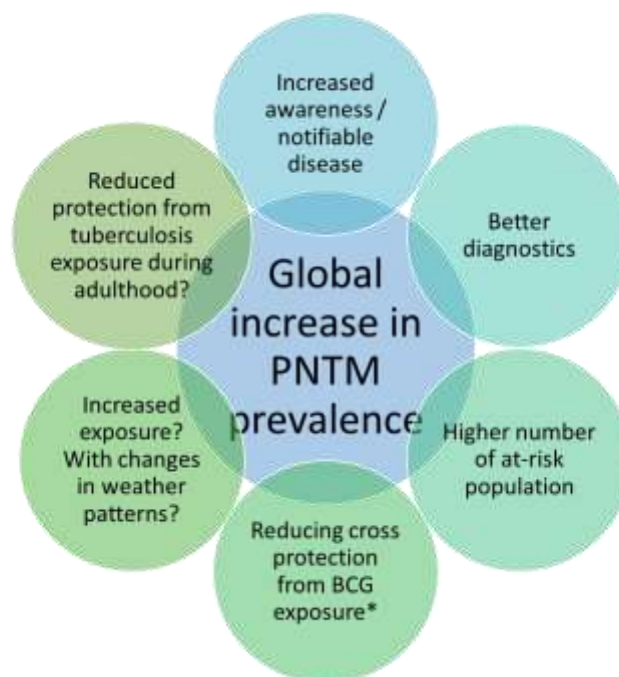 Increased
awareness /
notifiable
disease
Better
diagnostics
Higher number
of at-risk
population
Reducing cross
protection
from BCG
exposure*
Increased
exposure?
With changes
in weather
patterns?
Reduced
protection from
tuberculosis
exposure during
adulthood?
Global
increase in
PNTM
prevalence